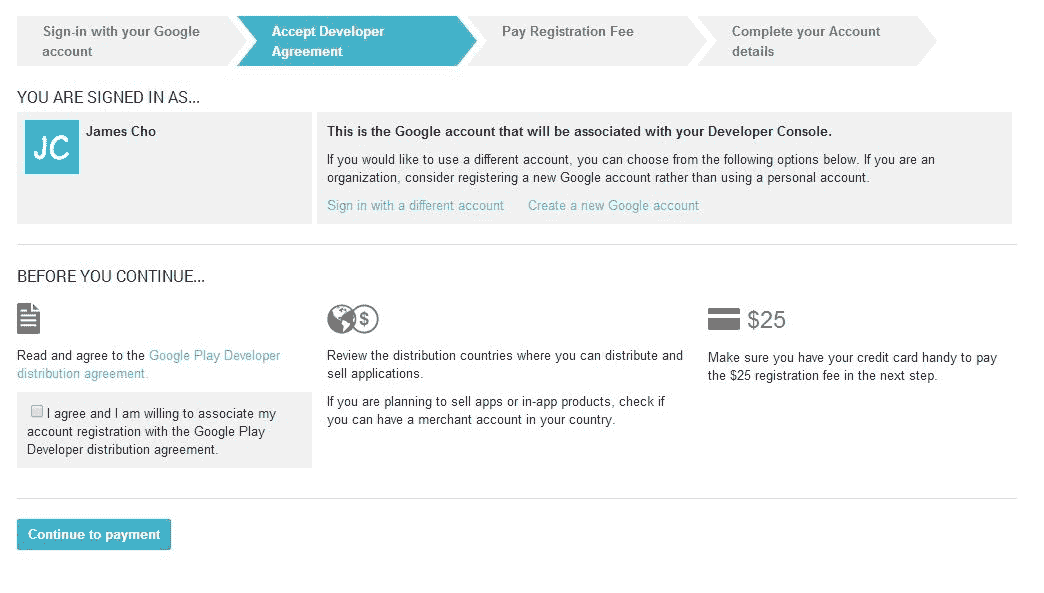 Sign-in with your Google
account
Accept Developer
Agreement
Pay Registration Fee
Complete your Account
details
YOU ARE SIGNED IN AS...
JC
James Cho
This is the Google account that will be associated with your Developer Console.
If you would like to use a different account, you can choose from the following options below. If you are an
organization, consider registering a new Google account rather than using a personal account.
Sign in with a different account Create a new Google account
BEFORE YOU CONTINUE...
Read and agree to the Google Play Developer
distribution agreement.
I agree and I am willing to associate my
account registration with the Google Play
Developer distribution agreement.
$
Review the distribution countries where you can distribute and
sell applications.
If you are planning to sell apps or in-app products, check if
you can have a merchant account in your country.
$25
Make sure you have your credit card handy to pay
the $25 registration fee in the next step.
Continue to payment